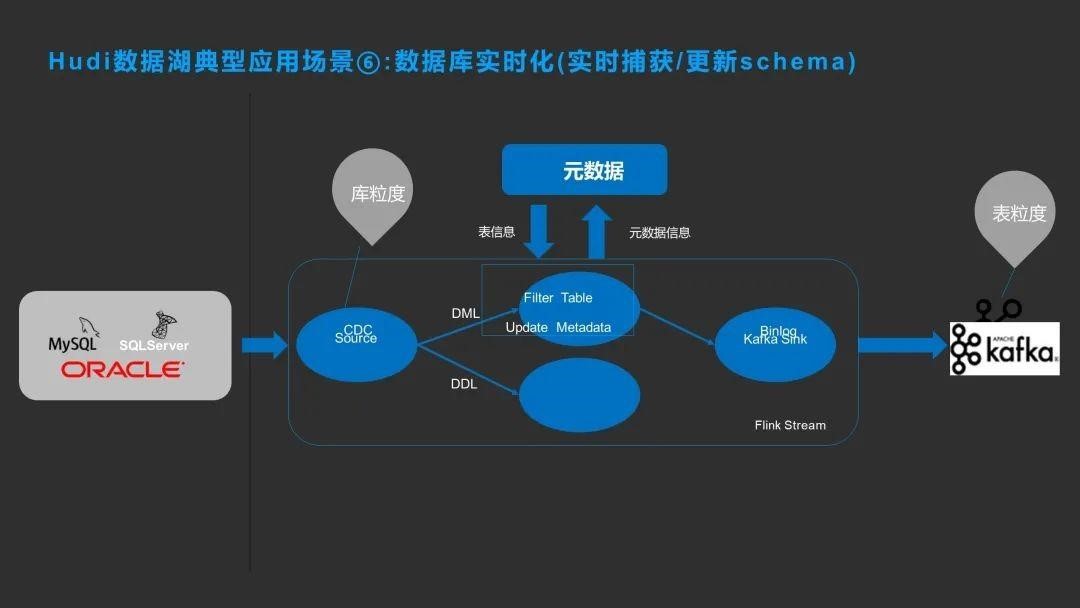 Hudi数据湖典型应用场景⑥:数据库实时化(实时捕获/更新schema)
元数据
库粒度
表粒度
表信息
元数据信息
Filter Table
DML
Update Metadata
CDC
Source
Binlog
Kafka Sink
MySQL
SQLServer
ORACLE
APACHE
kafka
DDL
Flink Stream